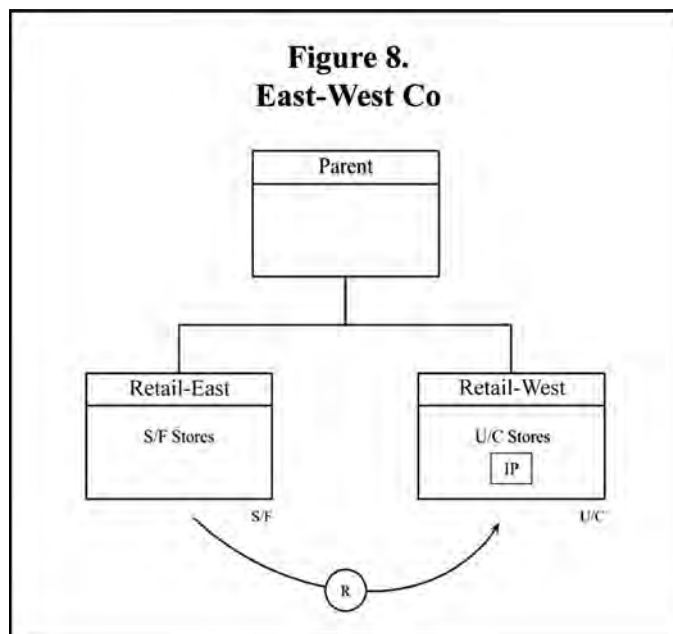 Figure 8.
East-West Co
Parent
Retail-East
Retail-West
S/F Stores
U/C Stores
IP
S/F
U/C
R